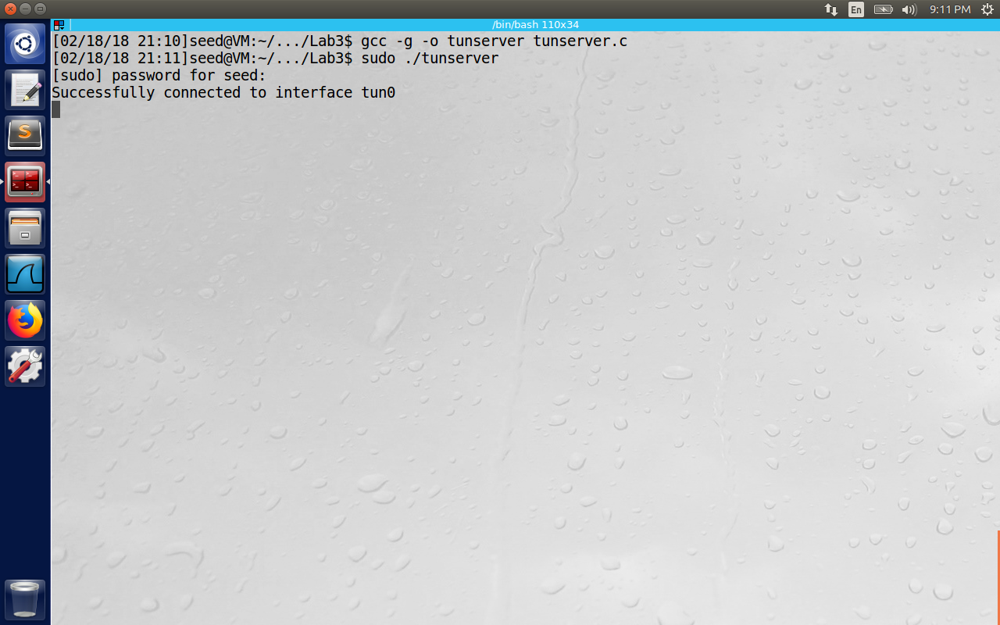 En
9:11 PM
/bin/bash 110x34
[02/18/18 21:10]seed@VM:~/.../Lab3$ gcc -g -o tunserver tunserver.c
[02/18/18 21:11]seed@VM:~/.../Lab3$ sudo ./tunserver
[sudo] password for seed:
Successfully connected to interface tun0